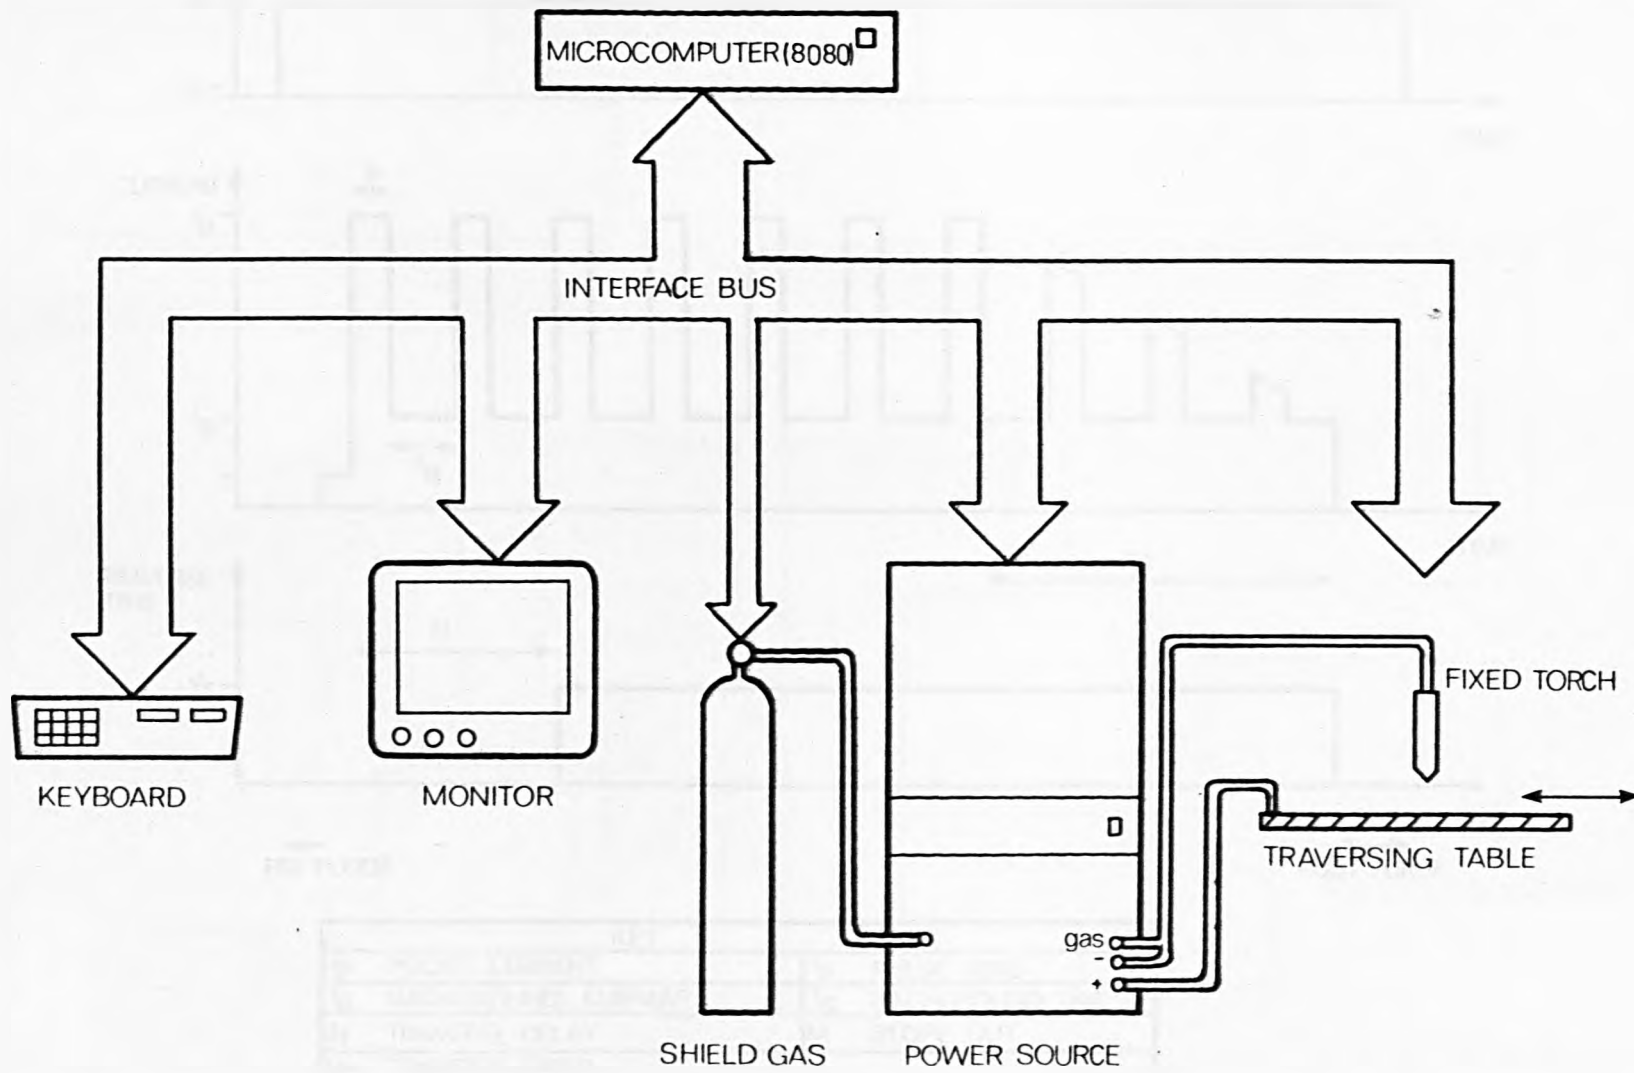 MICROCOMPUTER(8080)
INTERFACE BUS
FIXED TORCH
KEYBOARD
MONITOR
TRAVERSING TABLE
gas
-
+
SHIELD GAS
POWER SOURCE